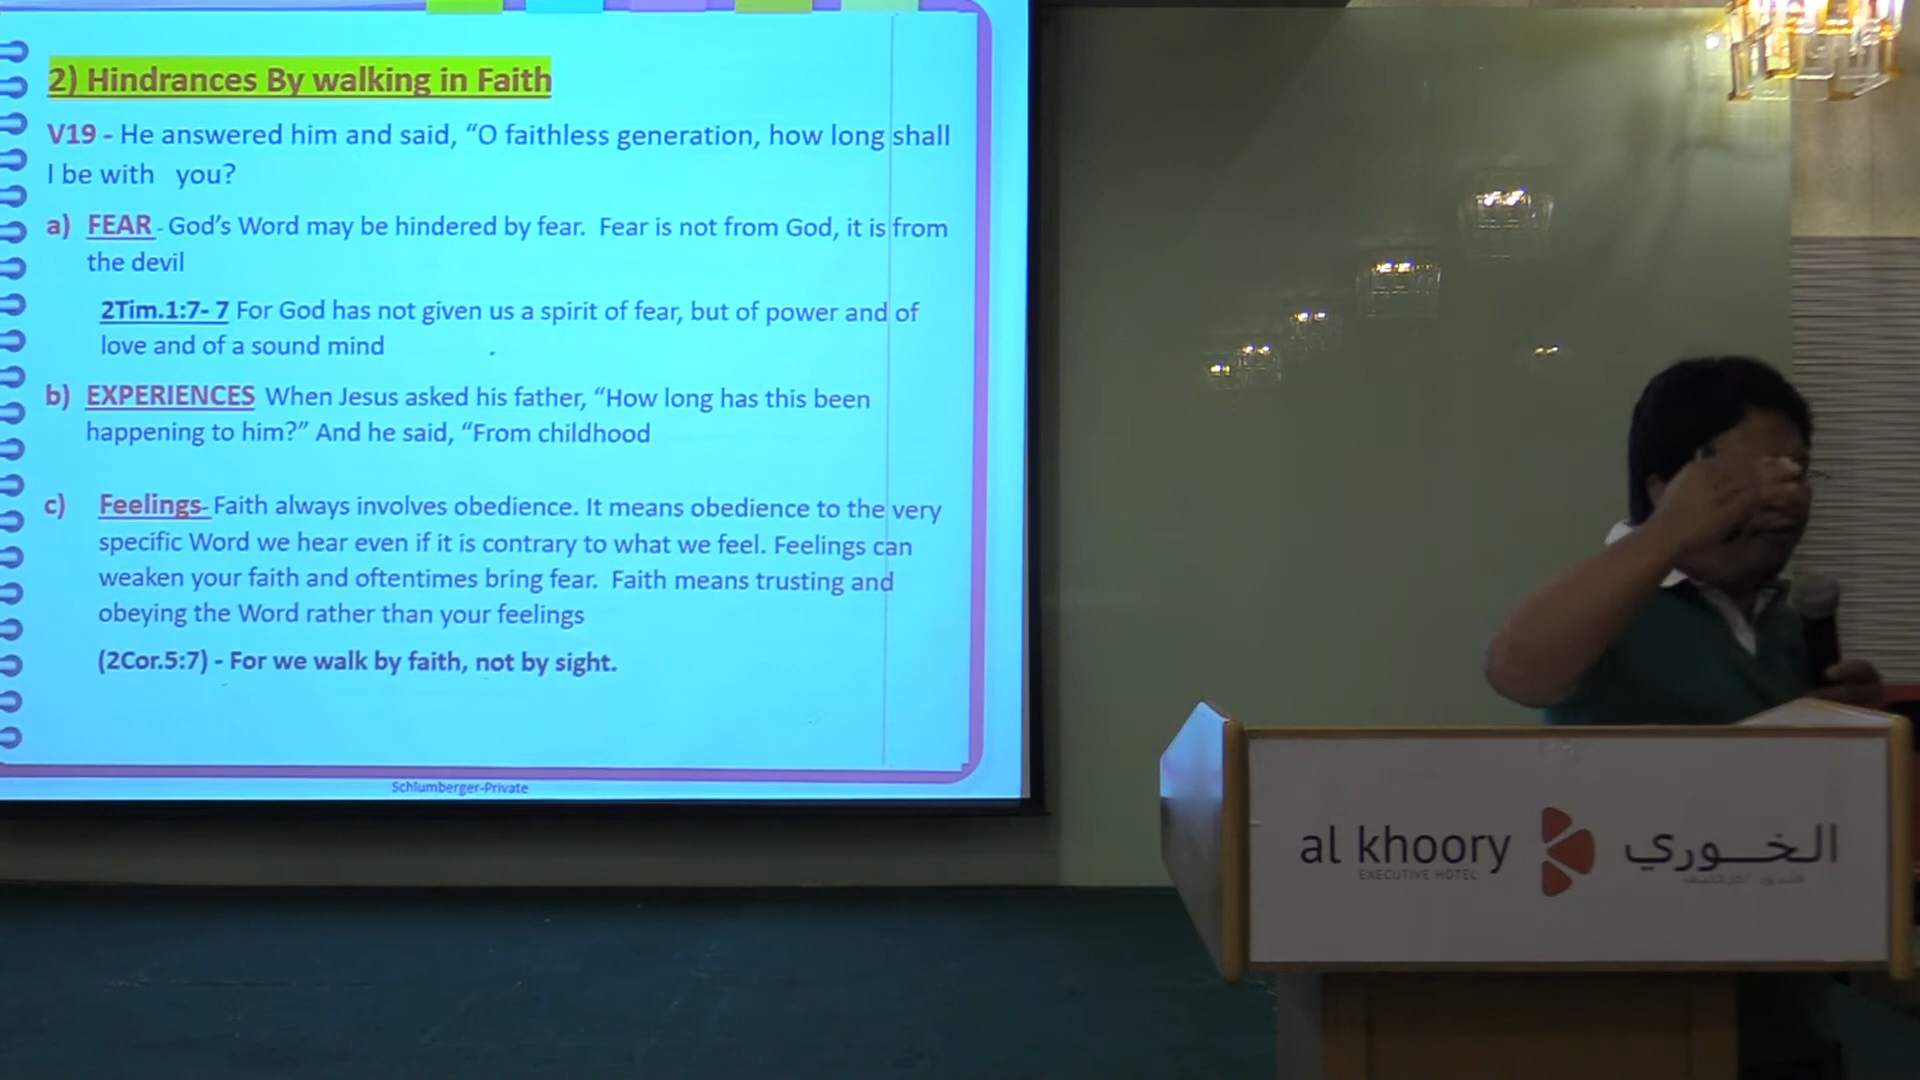 2) Hindrances By walking in Faith
V19 - He answered him and said, “O faithless generation, how long shall
I be with you?
a) FEAR - God’s Word may be hindered by fear. Fear is not from God, it is from
the devil
2Tim.1:7- 7 For God has not given us a spirit of fear, but of power and of
love and of a sound mind
b) EXPERIENCES When Jesus asked his father, “How long has this been
happening to him?” And he said, “From childhood
c) Feelings- Faith always involves obedience. It means obedience to the very
specific Word we hear even if it is contrary to what we feel. Feelings can
weaken your faith and oftentimes bring fear. Faith means trusting and
obeying the Word rather than your feelings
(2Cor.5:7) - For we walk by faith, not by sight.
Schlumberger-Private
al khoory الخوري
EXECUTIVE HOTEL